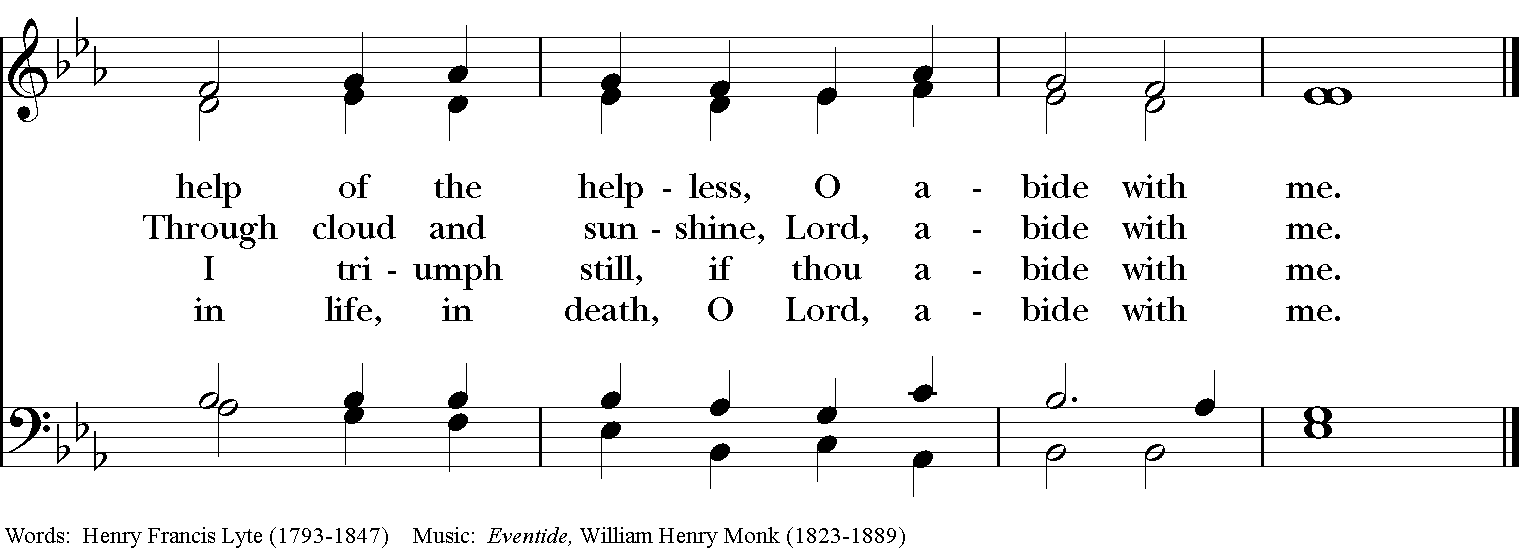 help of the help - less, O a - bide with me.
Through cloud and sun - shine, Lord, a - bide with me.
I tri - umph still, if thou a - bide with me.
in life, in death, O Lord, a - bide with me.
Words: Henry Francis Lyte (1793-1847) Music: Eventide, William Henry Monk (1823-1889)